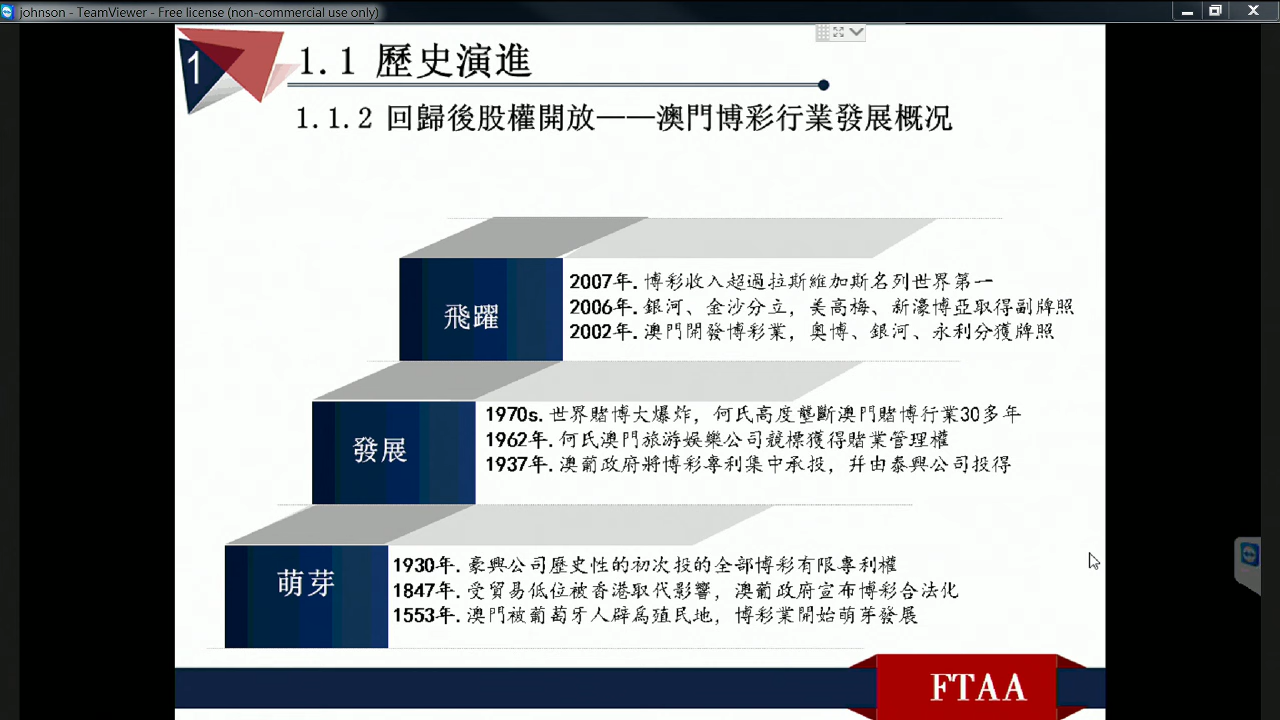 johnson - TeamViewer - Free license (non-commercial use only)
1
1.1 歷史演進
1.1.2 回歸後股權開放——澳門博彩行業發展概况
飛躍
2007年. 博彩收入超過拉斯維加斯名列世界第一
2006年. 銀河、金沙分立，美高梅、新濠博亞取得副牌照
2002年. 澳門開發博彩業，奥博、銀河、永利分獲牌照
發展
1970s. 世界賭博大爆炸，何氏高度壟斷澳門賭博行業30多年
1962年. 何氏澳門旅游娛樂公司競標獲得賭業管理權
1937年. 澳葡政府將博彩專利集中承投，幷由泰興公司投得
萌芽
1930年. 豪興公司歷史性的初次投的全部博彩有限專利權
1847年. 受貿易低位被香港取代影響，澳葡政府宣布博彩合法化
1553年. 澳門被葡萄牙人辟爲殖民地，博彩業開始萌芽發展
FTAA